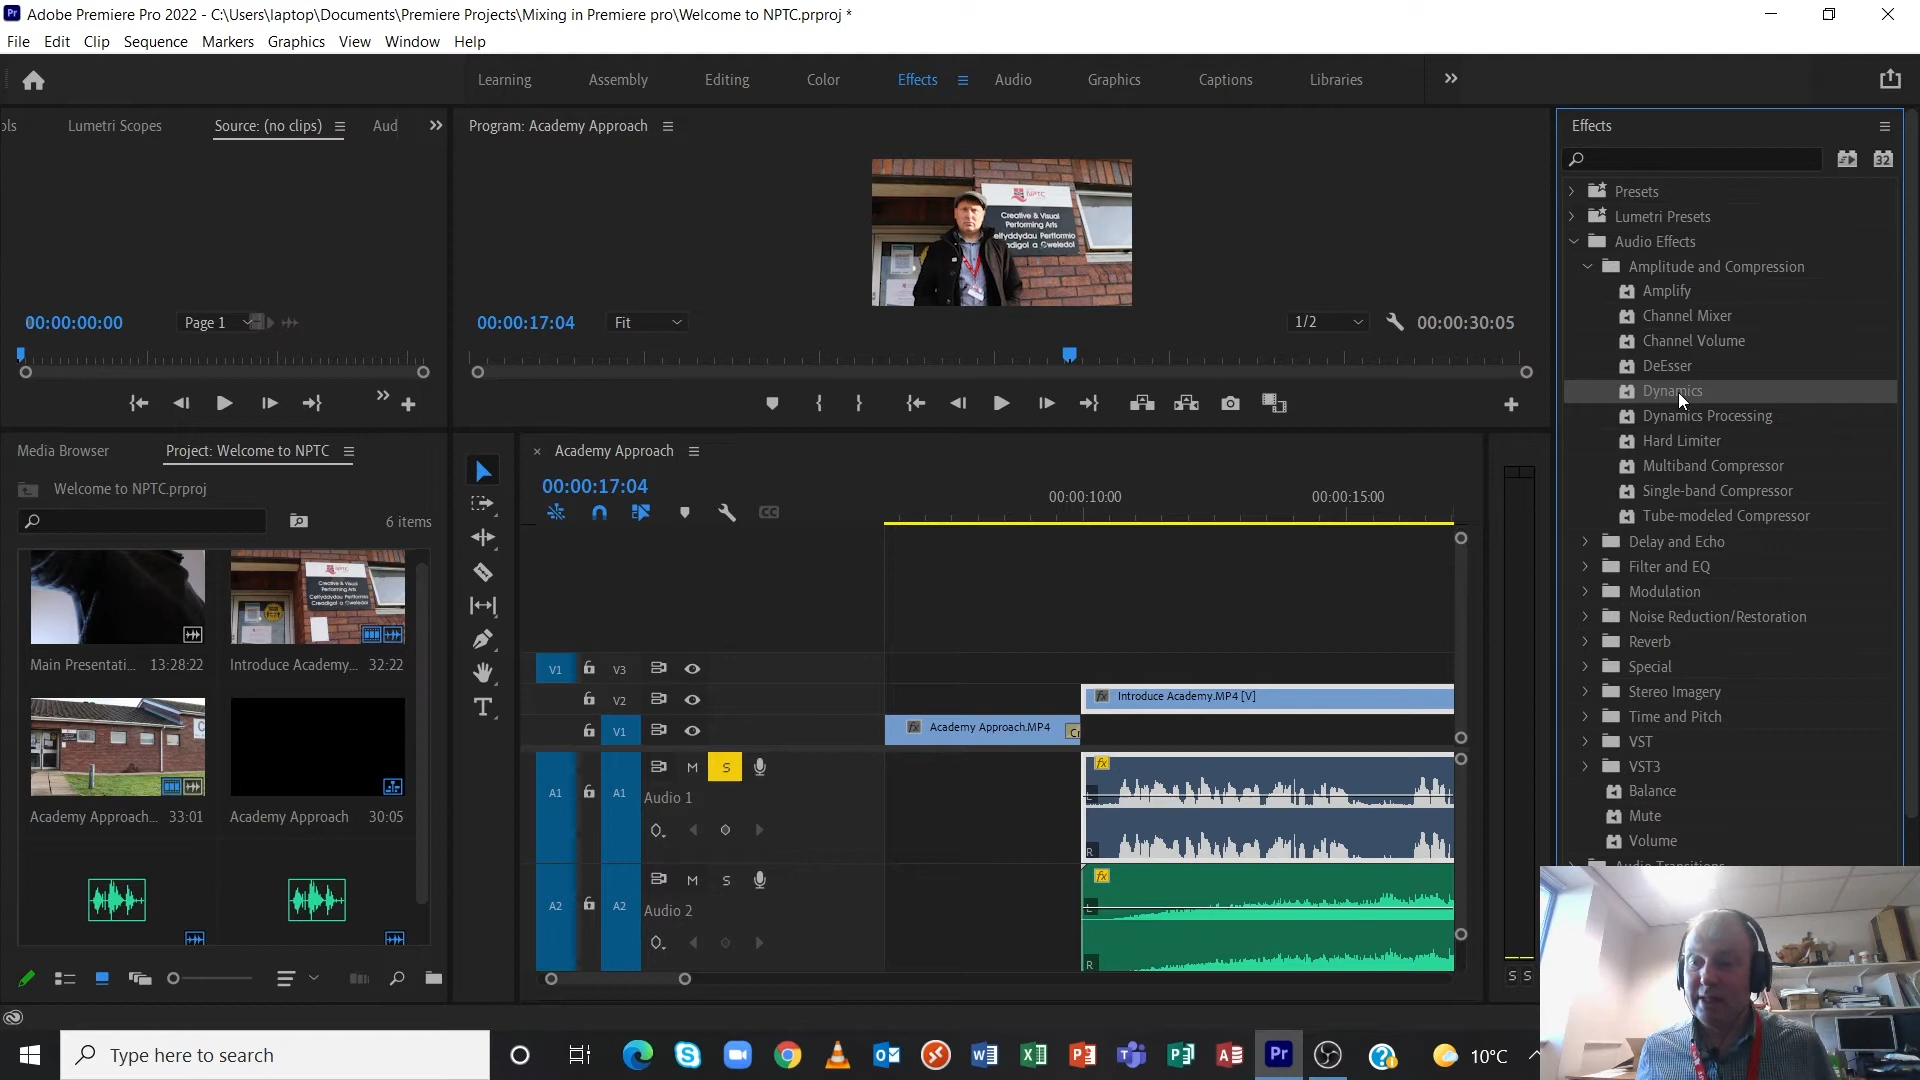 Adobe Premiere Pro 2022 - C:\Users\laptop\Documents\Premiere Projects\Mixing in Premiere pro\Welcome to NPTC.prproj *
File Edit Clip Sequence Markers Graphics View Window Help
Learning Assembly Editing Color Effects Audio Graphics Captions Libraries
ols Lumetri Scopes Source: (no clips) Aud
Program: Academy Approach
Effects
32
NPTC
Creative & Visual
Performing Arts
00:00:00:00 Page 1
00:00:17:04 Fit 1/2 00:00:30:05
Presets
Lumetri Presets
Audio Effects
Amplitude and Compression
Amplify
Channel Mixer
Channel Volume
DeEsser
Dynamics
Dynamics Processing
Hard Limiter
Multiband Compressor
Single-band Compressor
Tube-modeled Compressor
Delay and Echo
Filter and EQ
Modulation
Noise Reduction/Restoration
Reverb
Special
Stereo Imagery
Time and Pitch
VST
VST3
Balance
Mute
Volume
Media Browser Project: Welcome to NPTC
Welcome to NPTC.prproj
6 items
Main Presentati... 13:28:22
Introduce Academy... 32:22
Academy Approach... 33:01
Academy Approach 30:05
Academy Approach
00:00:17:04
00:00:10:00 00:00:15:00
V1 V3
V2
V1
Introduce Academy.MP4 [V]
Academy Approach.MP4
A1 A1 M S
Audio 1
A2 A2 M S
Audio 2
fx L R
fx L R
S S
Type here to search
10°C